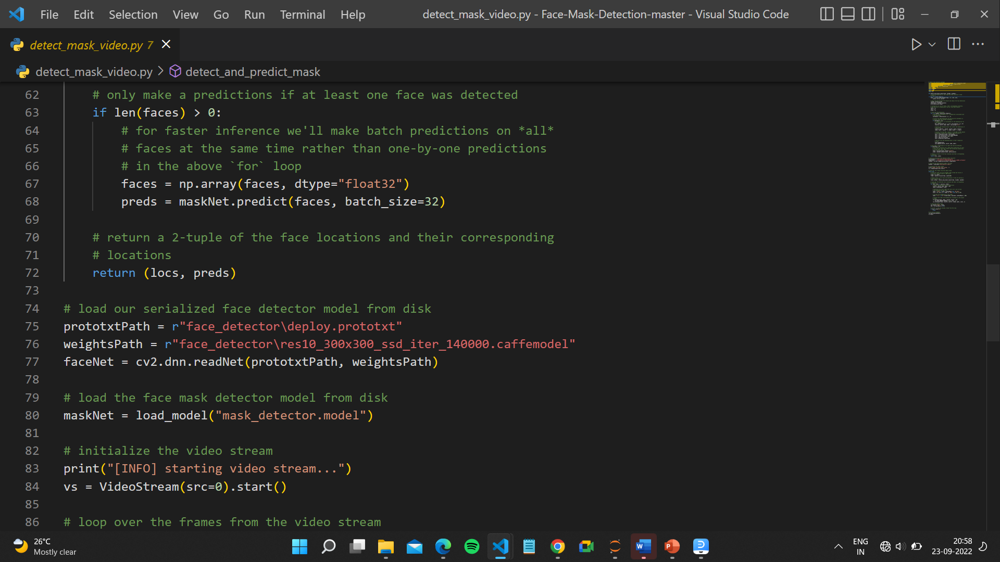 File Edit Selection View Go Run Terminal Help detect_mask_video.py - Face-Mask-Detection-master - Visual Studio Code
detect_mask_video.py 7
detect_mask_video.py > detect_and_predict_mask
62 # only make a predictions if at least one face was detected
63 if len(faces) > 0:
64 # for faster inference we'll make batch predictions on *all*
65 # faces at the same time rather than one-by-one predictions
66 # in the above `for` loop
67 faces = np.array(faces, dtype="float32")
68 preds = maskNet.predict(faces, batch_size=32)
69
70 # return a 2-tuple of the face locations and their corresponding
71 # locations
72 return (locs, preds)
73
74 # load our serialized face detector model from disk
75 prototxtPath = r"face_detector\deploy.prototxt"
76 weightsPath = r"face_detector\res10_300x300_ssd_iter_140000.caffemodel"
77 faceNet = cv2.dnn.readNet(prototxtPath, weightsPath)
78
79 # load the face mask detector model from disk
80 maskNet = load_model("mask_detector.model")
81
82 # initialize the video stream
83 print("[INFO] starting video stream...")
84 vs = VideoStream(src=0).start()
85
86 # loop over the frames from the video stream
26°C
Mostly clear
ENG
IN
20:58
23-09-2022